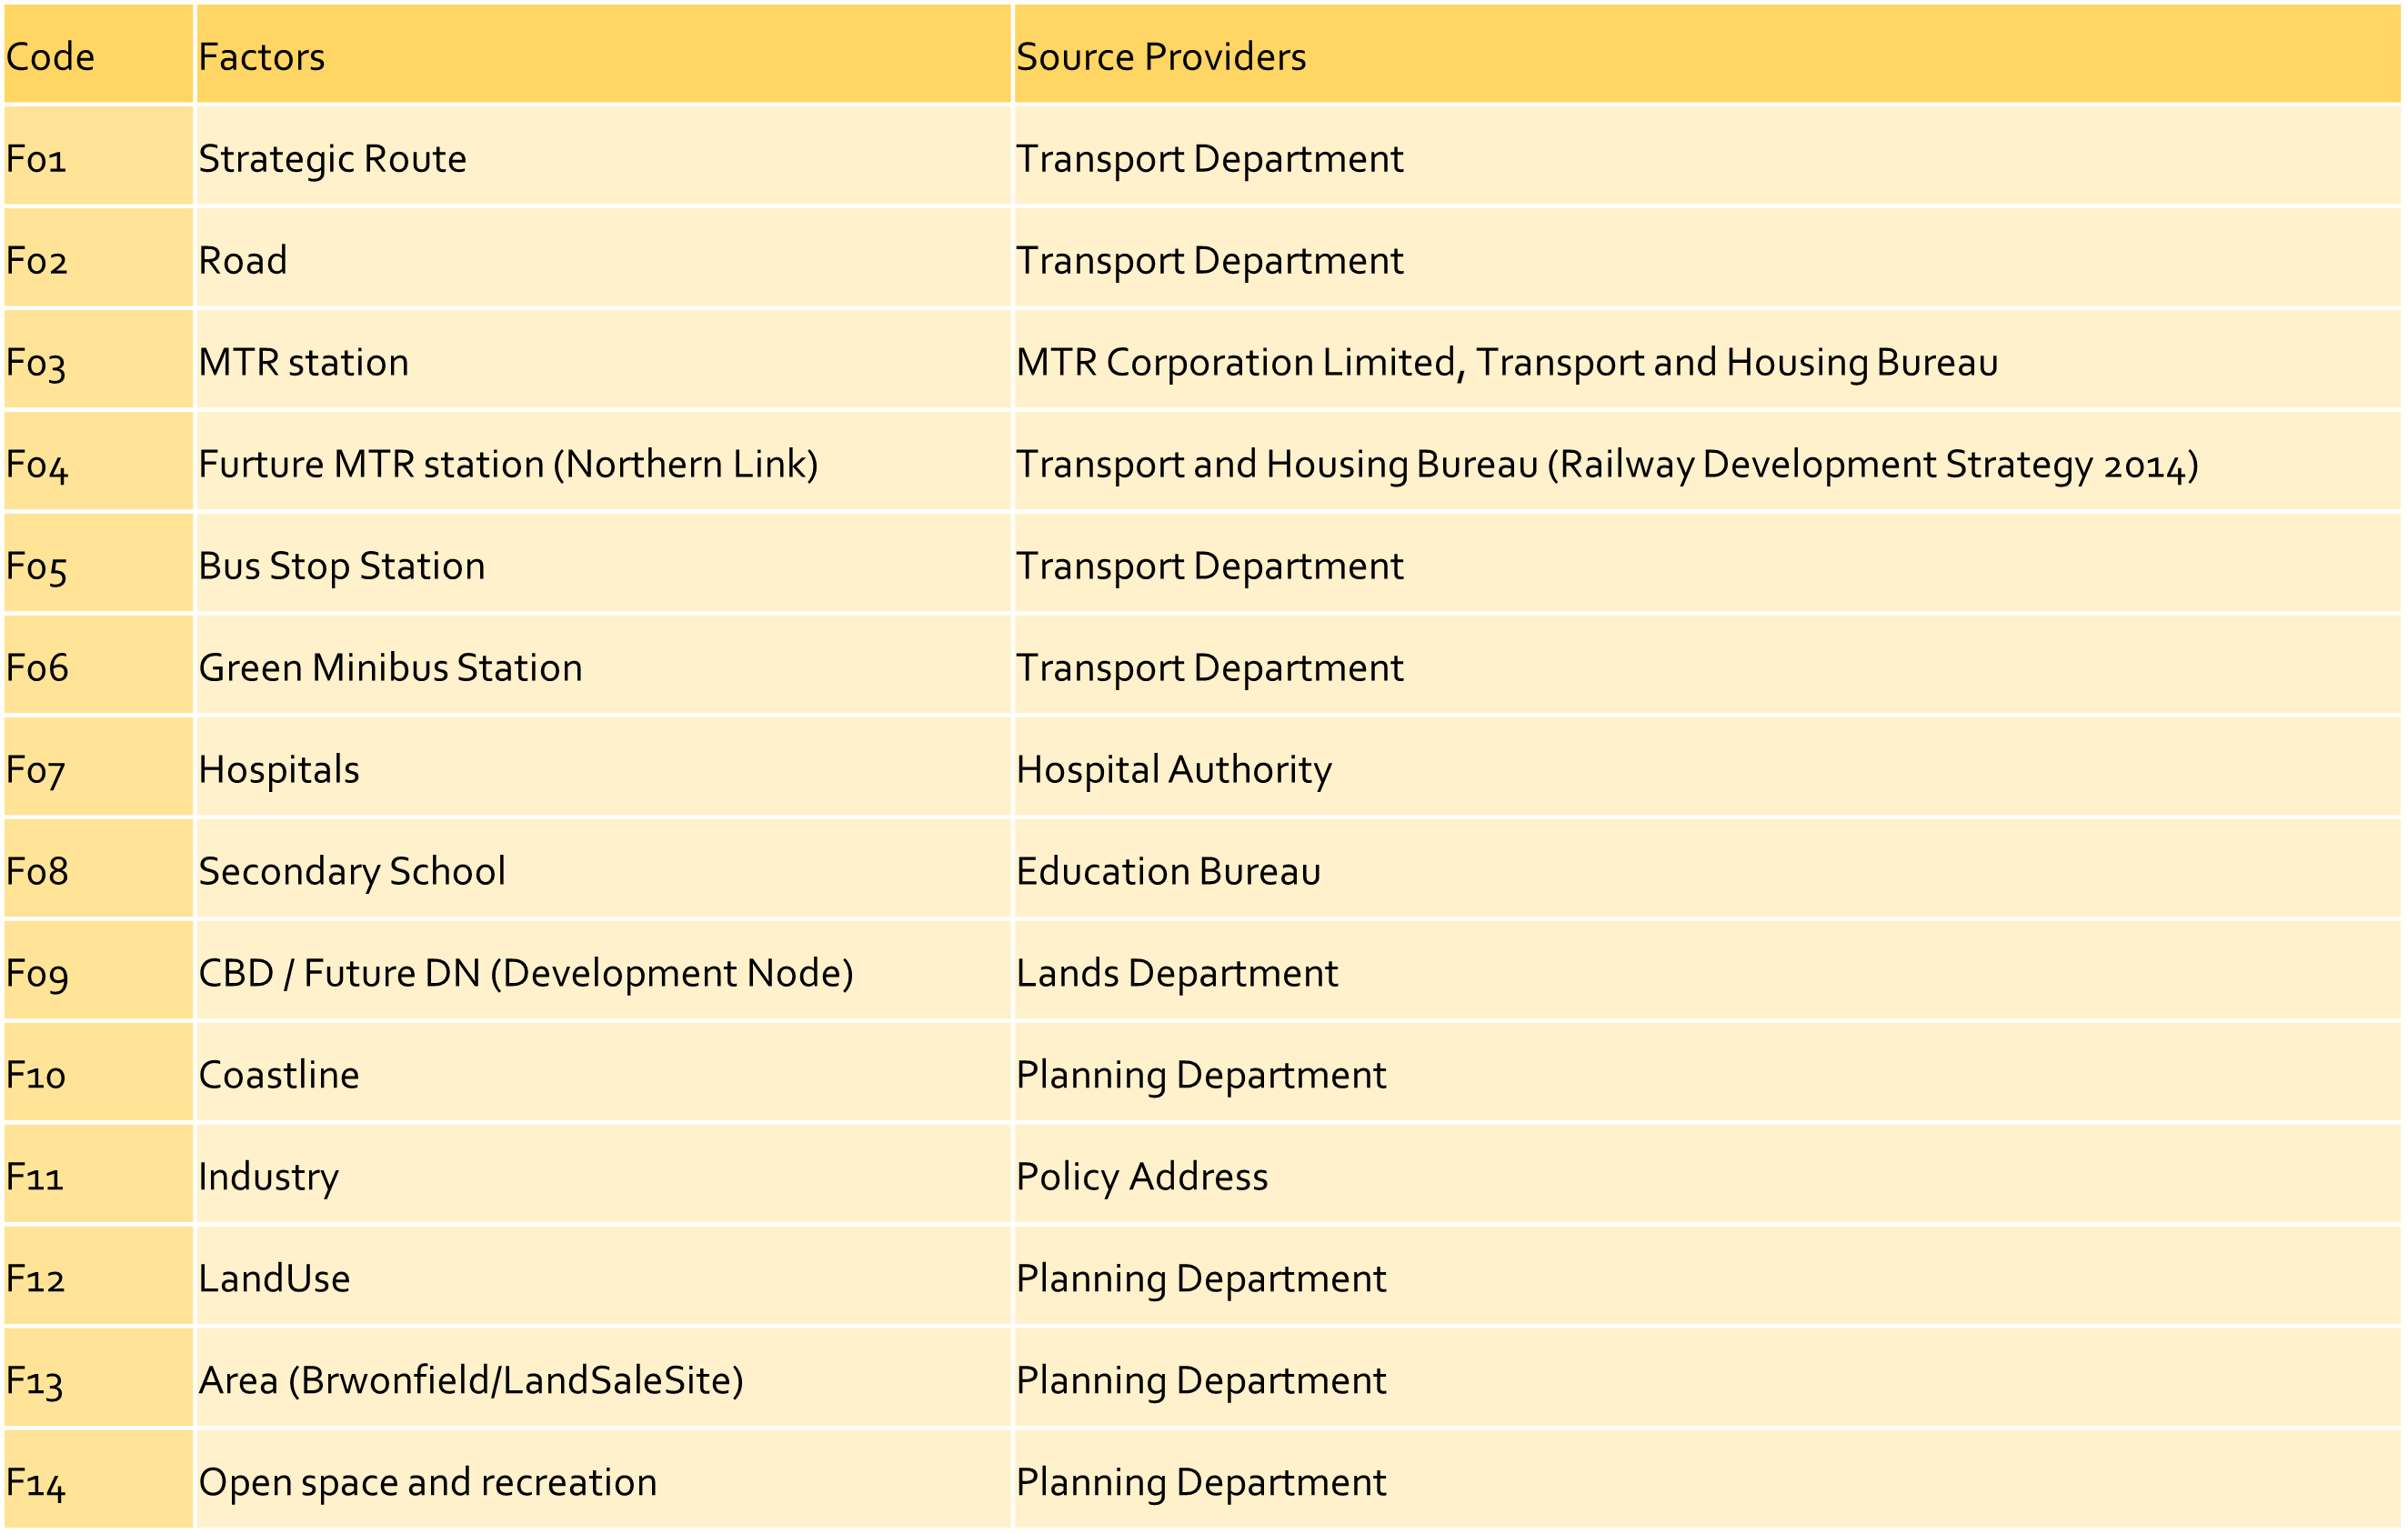 Code Factors Source Providers
F01 Strategic Route Transport Department
F02 Road Transport Department
F03 MTR station MTR Corporation Limited, Transport and Housing Bureau
F04 Furture MTR station (Northern Link) Transport and Housing Bureau (Railway Development Strategy 2014)
F05 Bus Stop Station Transport Department
F06 Green Minibus Station Transport Department
F07 Hospitals Hospital Authority
F08 Secondary School Education Bureau
F09 CBD / Future DN (Development Node) Lands Department
F10 Coastline Planning Department
F11 Industry Policy Address
F12 LandUse Planning Department
F13 Area (Brwonfield/LandSaleSite) Planning Department
F14 Open space and recreation Planning Department